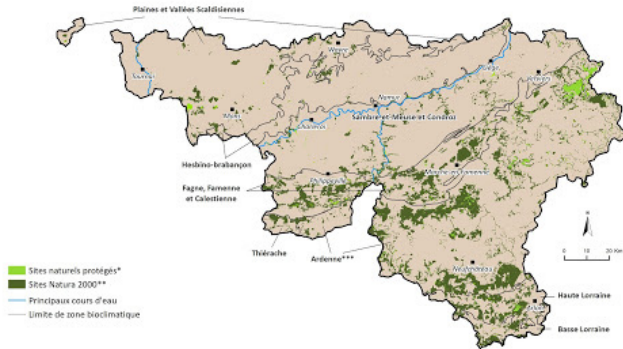 Plaines et Vallées Scaldisiennes
Wavre
Tournai
Liège
Verviers
Mons
Namur
Charleroi
Sambre-et-Meuse et Condroz
Hesbino-brabançon
Marche-en-Famenne
Philippeville
Fagne, Famenne
et Calestienne
Thiérache
Ardenne***
Neufchâteau
Sites naturels protégés*
Sites Natura 2000**
Principaux cours d'eau
Limite de zone bioclimatique
N
0 10 20 Km
Haute Lorraine
Arlon
Basse Lorraine